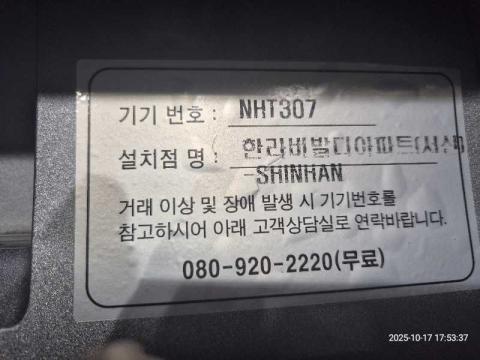 기기 번호 : NHT307
설치점 명 : 한라비발디아파트(서산)
-SHINHAN
거래 이상 및 장애 발생 시 기기번호를
참고하시어 아래 고객상담실로 연락바랍니다.
080-920-2220(무료)
2025-10-17 17:53:37